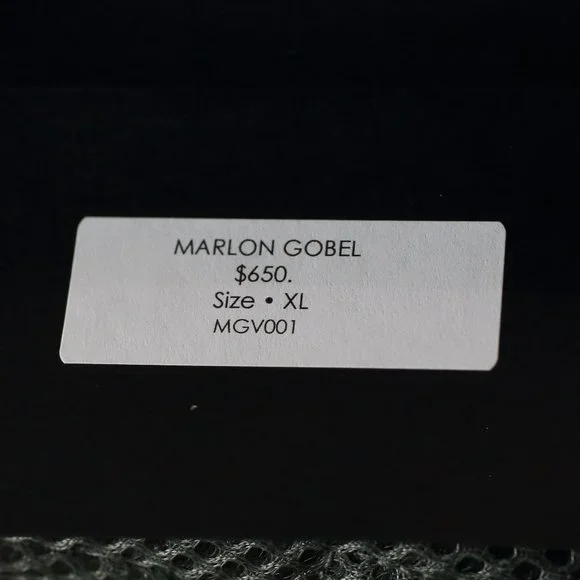 MARLON GOBEL
$650.
Size • XL
MGV001